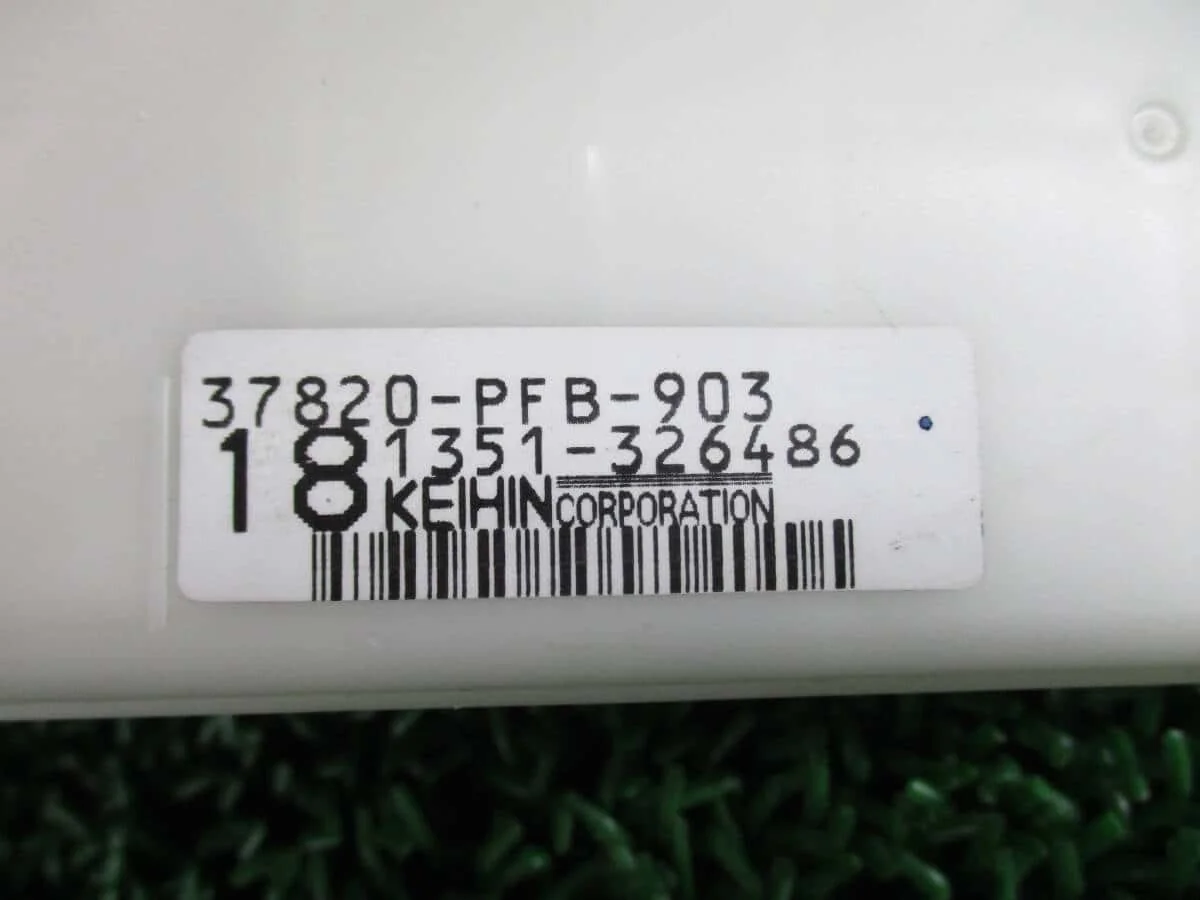 37820-PFB-903
18 1351-326486
KEIHIN CORPORATION